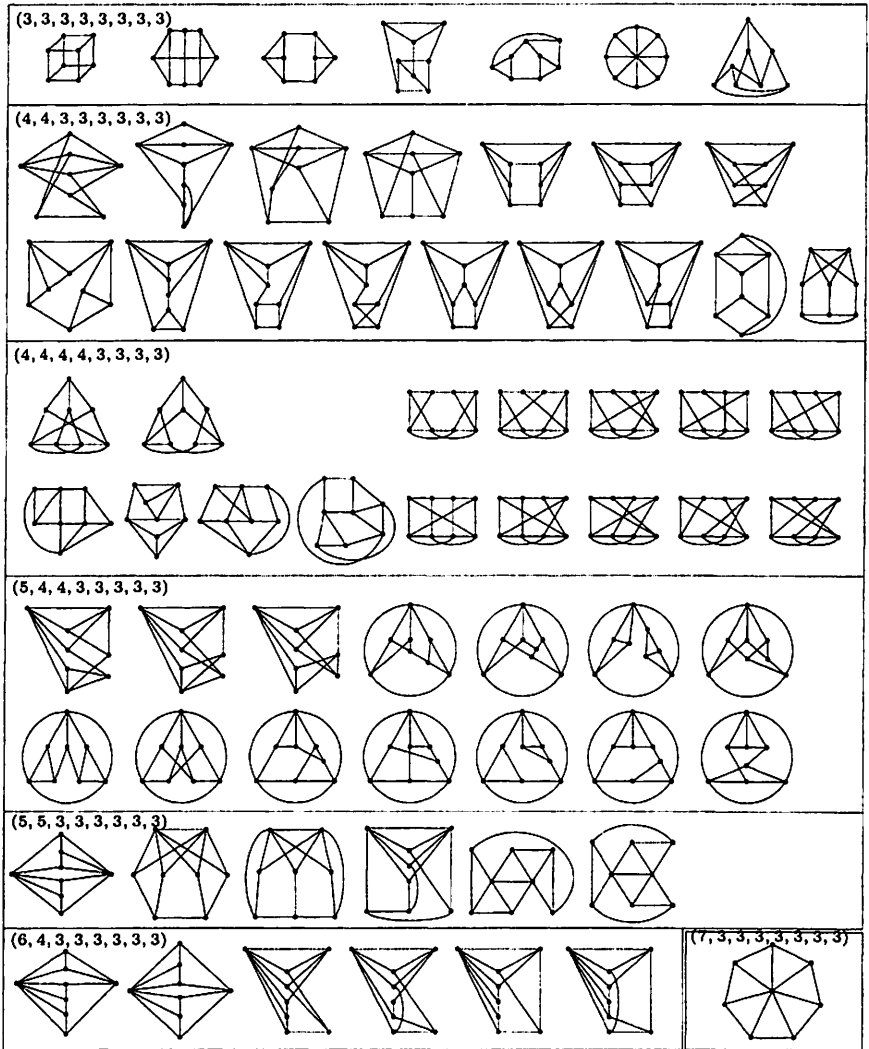 (3, 3, 3, 3, 3, 3, 3, 3)
(4, 4, 3, 3, 3, 3, 3, 3)
(4, 4, 4, 4, 3, 3, 3, 3)
(5, 4, 4, 3, 3, 3, 3, 3)
(5, 5, 3, 3, 3, 3, 3, 3)
(6, 4, 3, 3, 3, 3, 3, 3)
(7, 3, 3, 3, 3, 3, 3, 3)